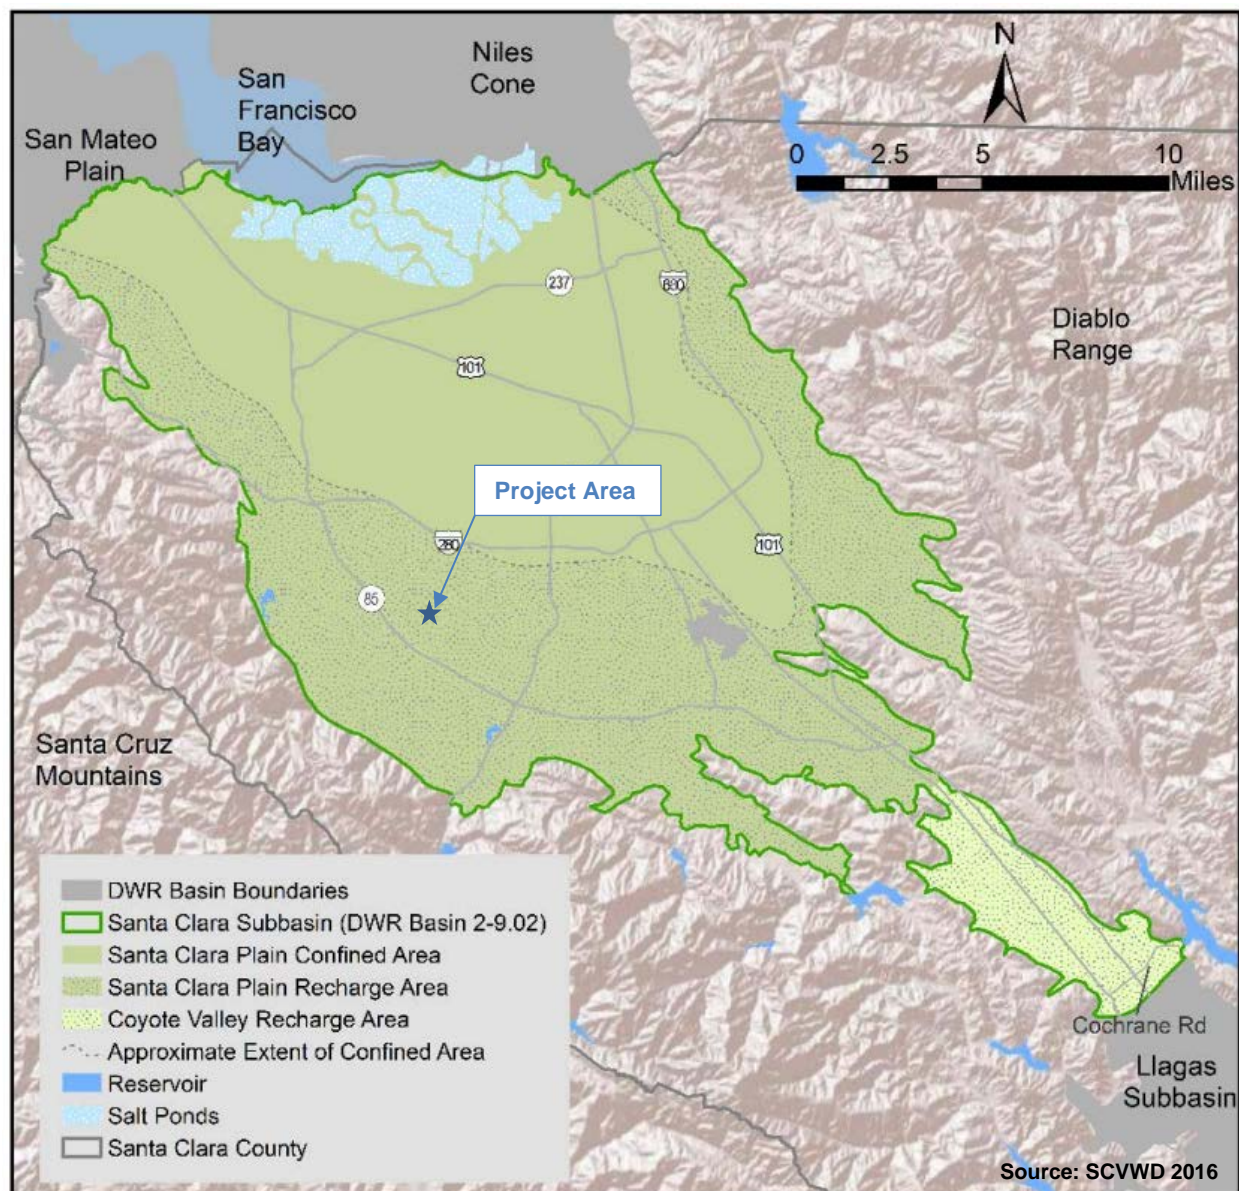 Niles
Cone
N
San
Francisco
Bay
San Mateo
Plain
0 2.5 5 10
Miles
237
680
Diablo
Range
101
Project Area
280
101
85
Santa Cruz
Mountains
DWR Basin Boundaries
Santa Clara Subbasin (DWR Basin 2-9.02)
Santa Clara Plain Confined Area
Santa Clara Plain Recharge Area
Coyote Valley Recharge Area
Approximate Extent of Confined Area
Reservoir
Salt Ponds
Santa Clara County
Cochrane Rd
Llagas
Subbasin
Source: SCVWD 2016